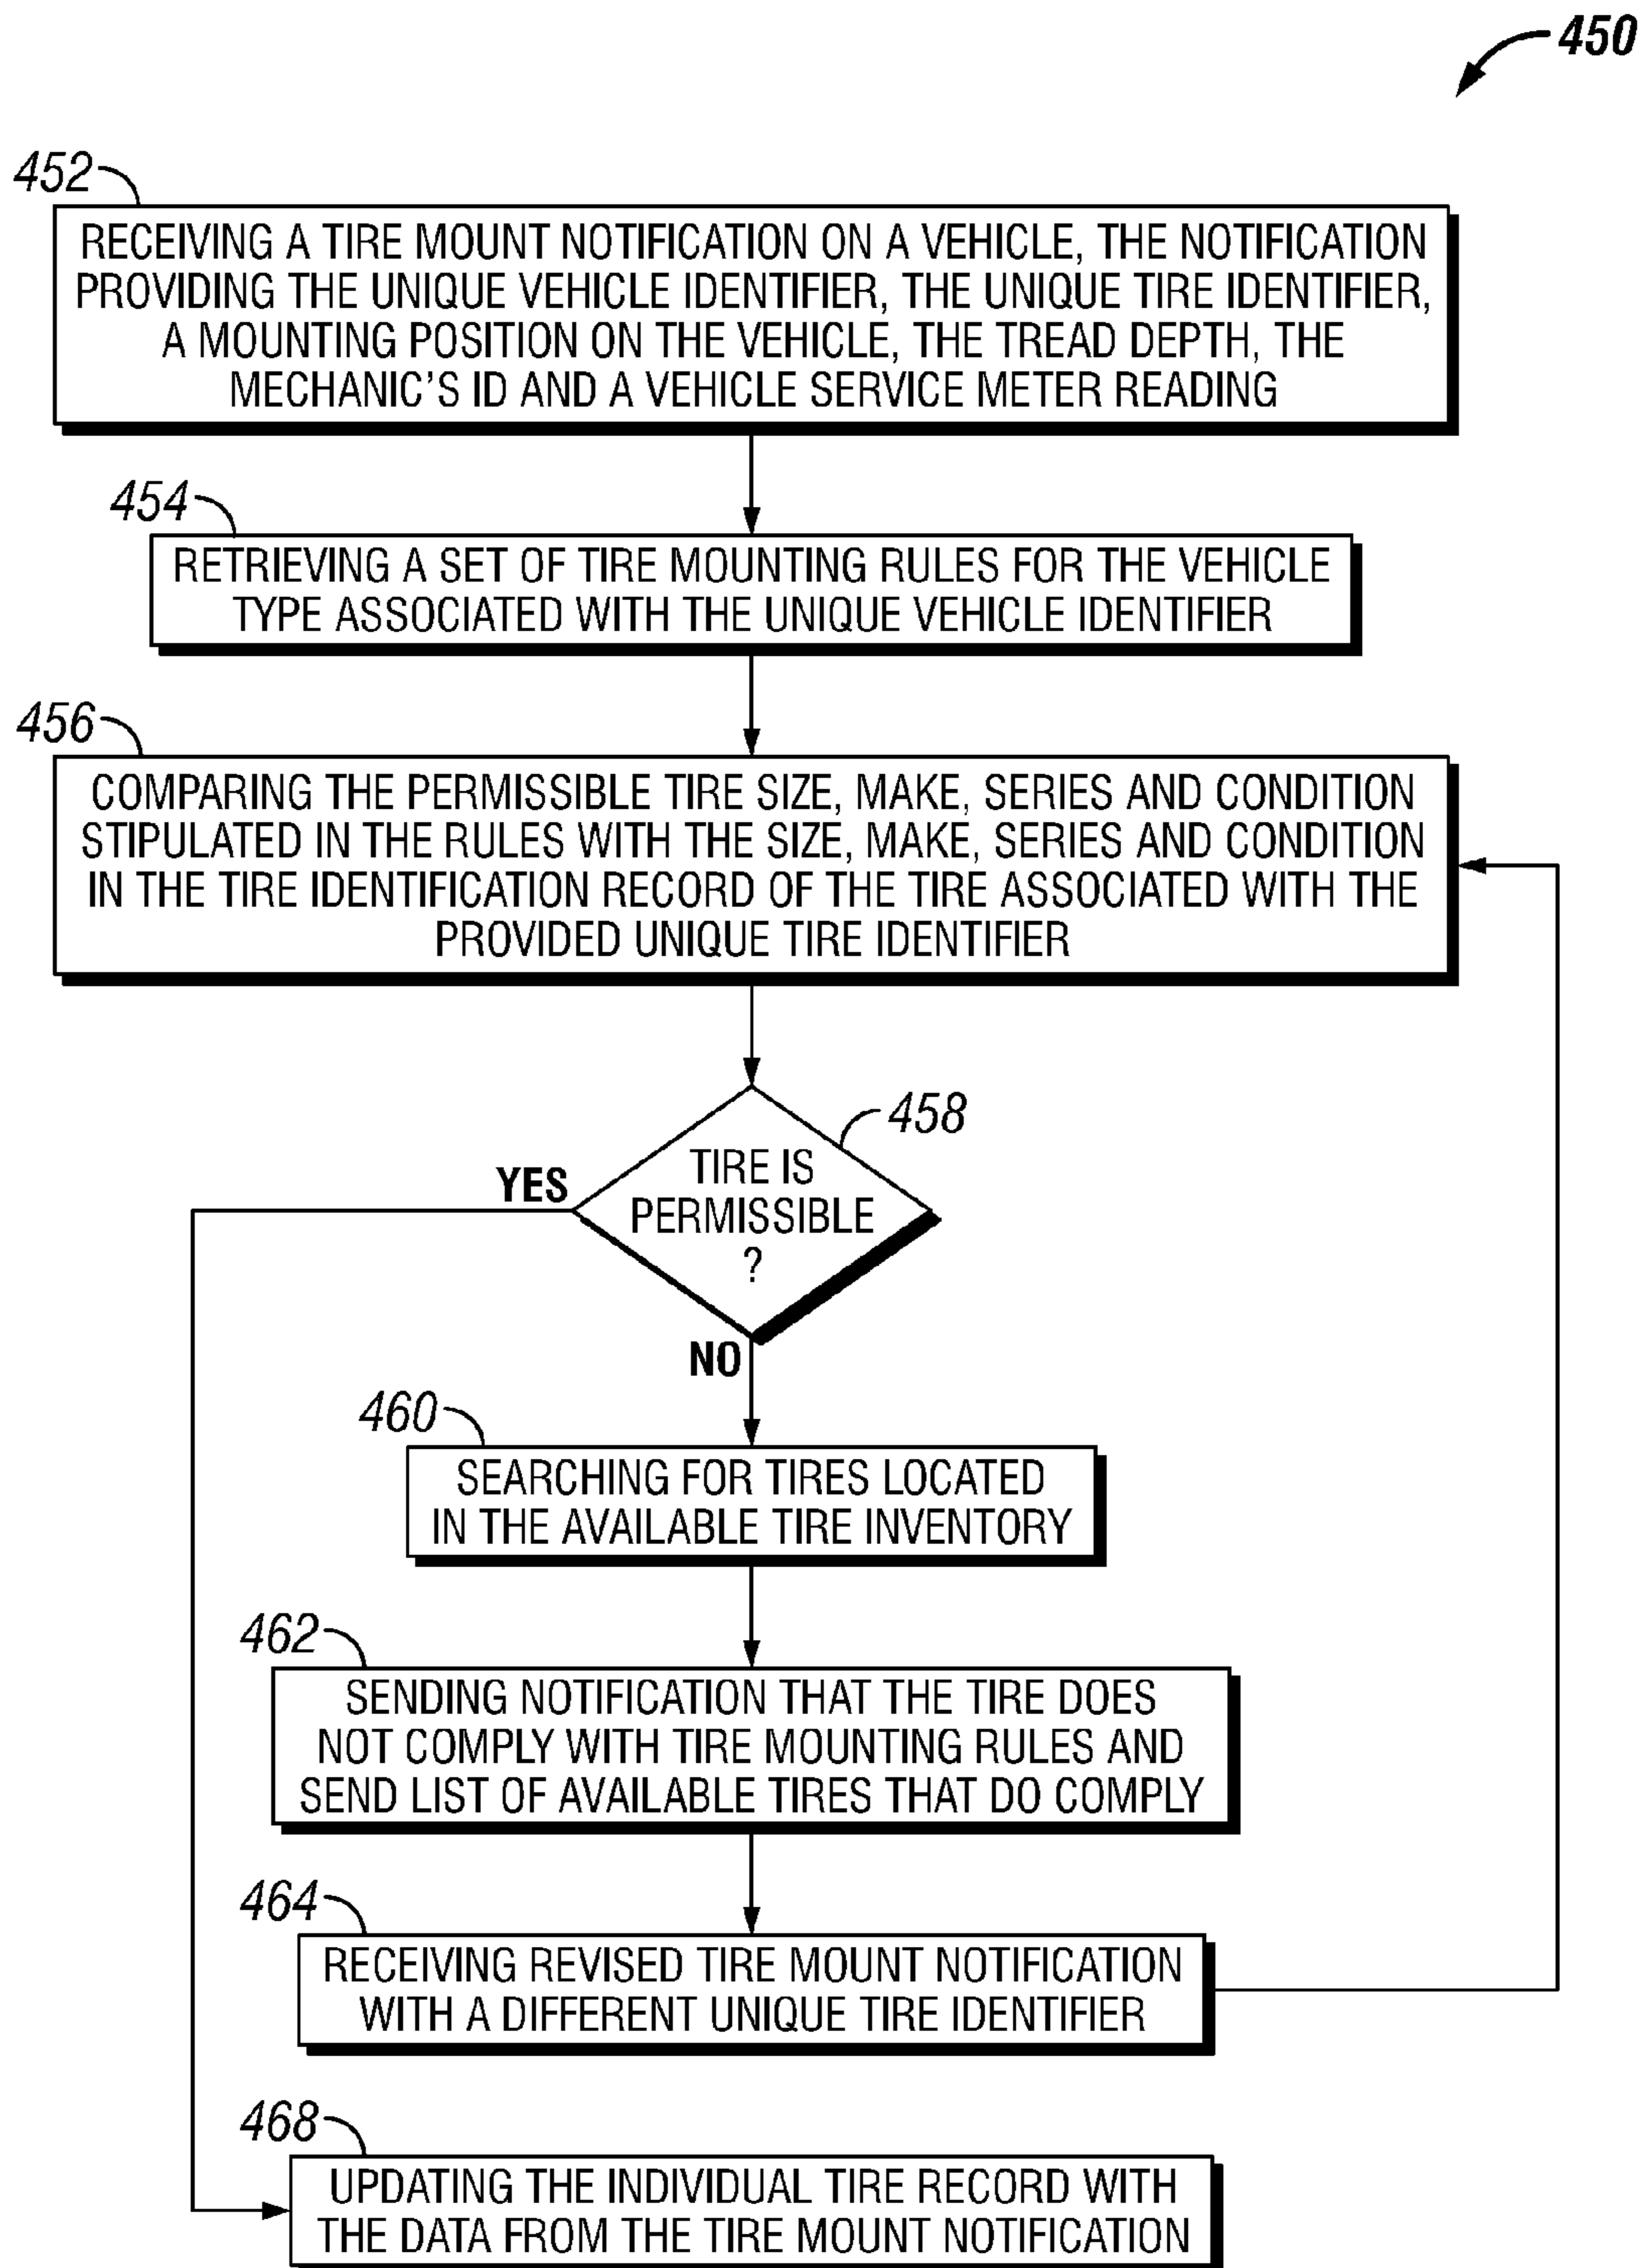 450
452
RECEIVING A TIRE MOUNT NOTIFICATION ON A VEHICLE, THE NOTIFICATION
PROVIDING THE UNIQUE VEHICLE IDENTIFIER, THE UNIQUE TIRE IDENTIFIER,
A MOUNTING POSITION ON THE VEHICLE, THE TREAD DEPTH, THE
MECHANIC'S ID AND A VEHICLE SERVICE METER READING
454
RETRIEVING A SET OF TIRE MOUNTING RULES FOR THE VEHICLE
TYPE ASSOCIATED WITH THE UNIQUE VEHICLE IDENTIFIER
456
COMPARING THE PERMISSIBLE TIRE SIZE, MAKE, SERIES AND CONDITION
STIPULATED IN THE RULES WITH THE SIZE, MAKE, SERIES AND CONDITION
IN THE TIRE IDENTIFICATION RECORD OF THE TIRE ASSOCIATED WITH THE
PROVIDED UNIQUE TIRE IDENTIFIER
458
TIRE IS
PERMISSIBLE
?
YES
NO
460
SEARCHING FOR TIRES LOCATED
IN THE AVAILABLE TIRE INVENTORY
462
SENDING NOTIFICATION THAT THE TIRE DOES
NOT COMPLY WITH TIRE MOUNTING RULES AND
SEND LIST OF AVAILABLE TIRES THAT DO COMPLY
464
RECEIVING REVISED TIRE MOUNT NOTIFICATION
WITH A DIFFERENT UNIQUE TIRE IDENTIFIER
468
UPDATING THE INDIVIDUAL TIRE RECORD WITH
THE DATA FROM THE TIRE MOUNT NOTIFICATION